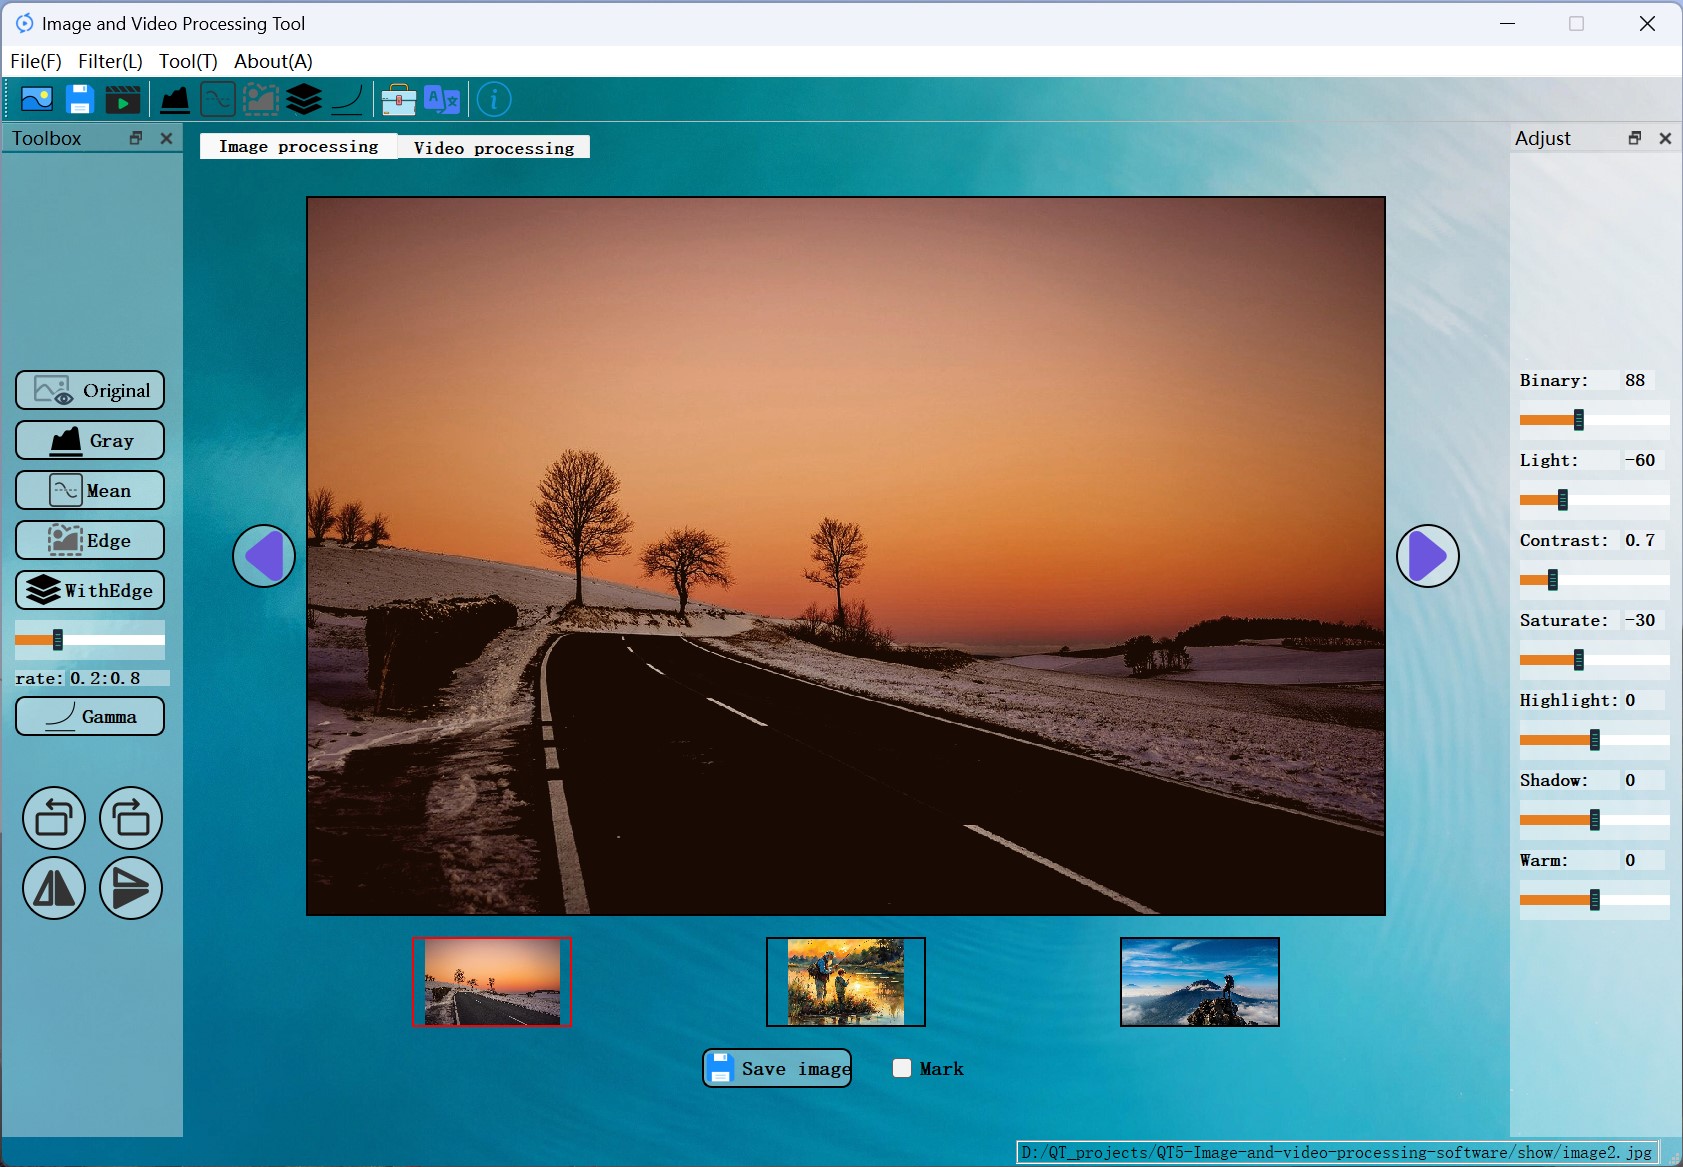 Image and Video Processing Tool
File(F) Filter(L) Tool(T) About(A)
Toolbox
Image processing Video processing
Adjust
Original
Gray
Mean
Edge
WithEdge
rate: 0.2:0.8
Gamma
Binary: 88
Light: -60
Contrast: 0.7
Saturate: -30
Highlight: 0
Shadow: 0
Warm: 0
Save image
Mark
D:/QT_projects/QT5-Image-and-video-processing-software/show/image2.jpg